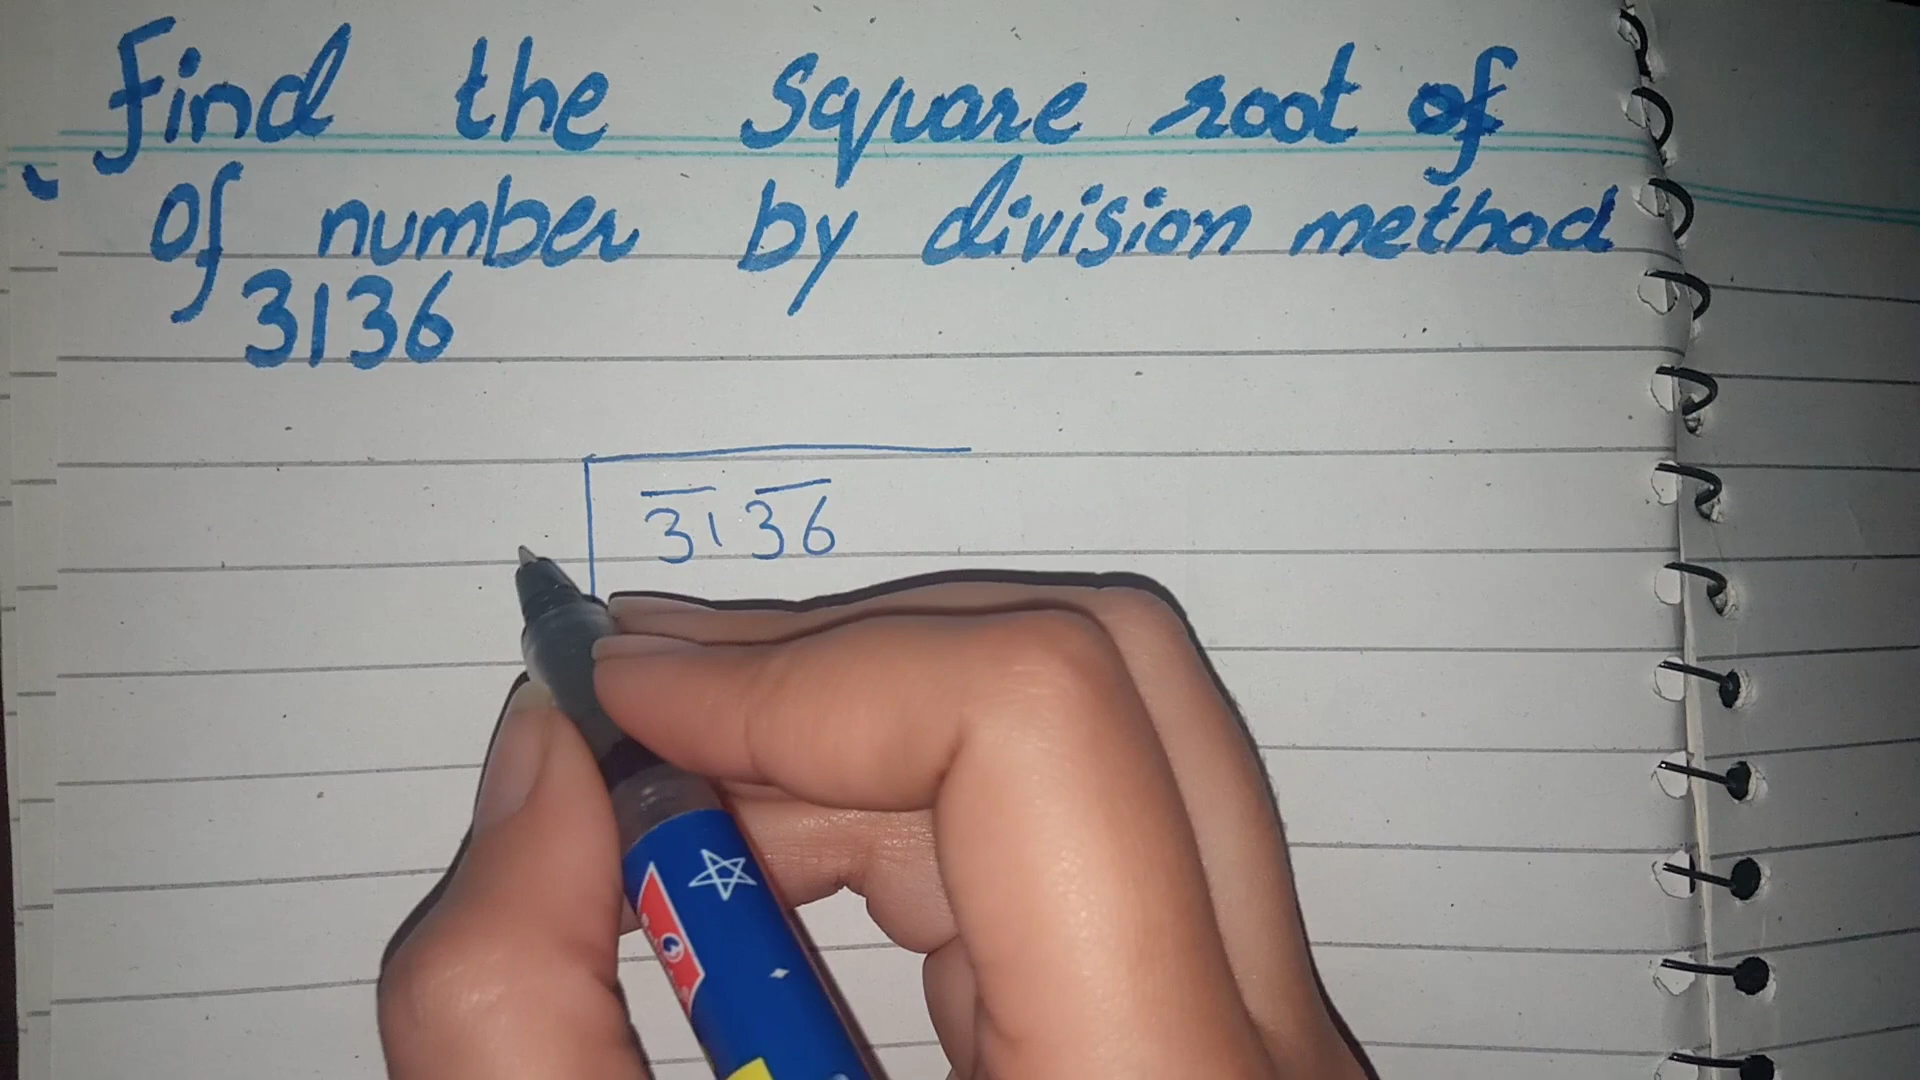 Find the Square root of
of number by division method
3136
31 36